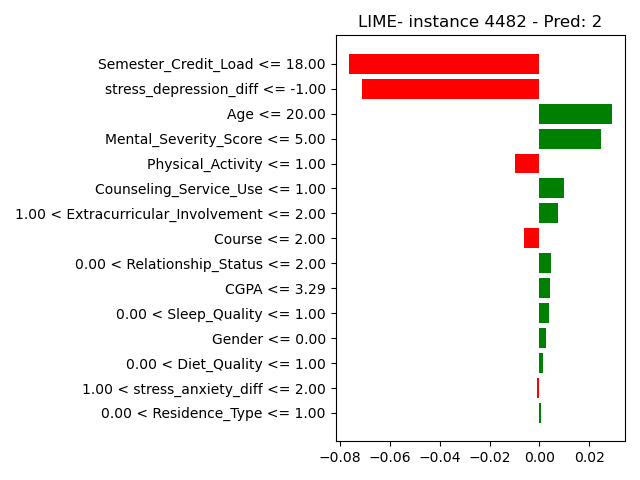 LIME- instance 4482 - Pred: 2
Semester_Credit_Load <= 18.00
stress_depression_diff <= -1.00
Age <= 20.00
Mental_Severity_Score <= 5.00
Physical_Activity <= 1.00
Counseling_Service_Use <= 1.00
1.00 < Extracurricular_Involvement <= 2.00
Course <= 2.00
0.00 < Relationship_Status <= 2.00
CGPA <= 3.29
0.00 < Sleep_Quality <= 1.00
Gender <= 0.00
0.00 < Diet_Quality <= 1.00
1.00 < stress_anxiety_diff <= 2.00
0.00 < Residence_Type <= 1.00
−0.08 −0.06 −0.04 −0.02 0.00 0.02